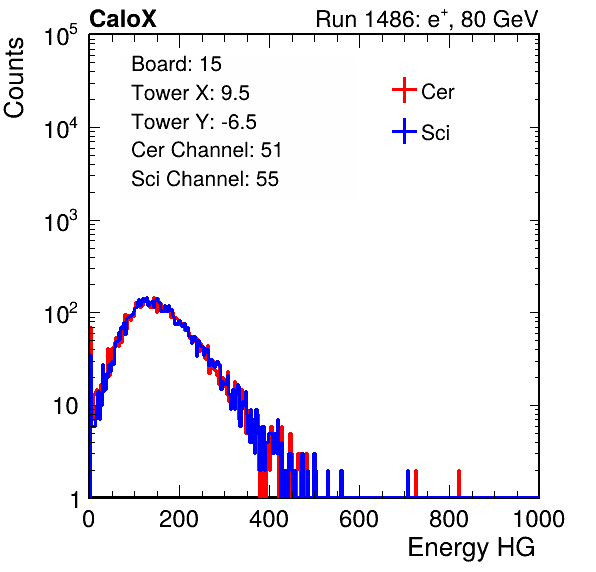 CaloX Run 1486: e⁺, 80 GeV
Counts
Board: 15
Tower X: 9.5
Tower Y: -6.5
Cer Channel: 51
Sci Channel: 55
Cer
Sci
10⁵
10⁴
10³
10²
10
1
0 200 400 600 800 1000
Energy HG